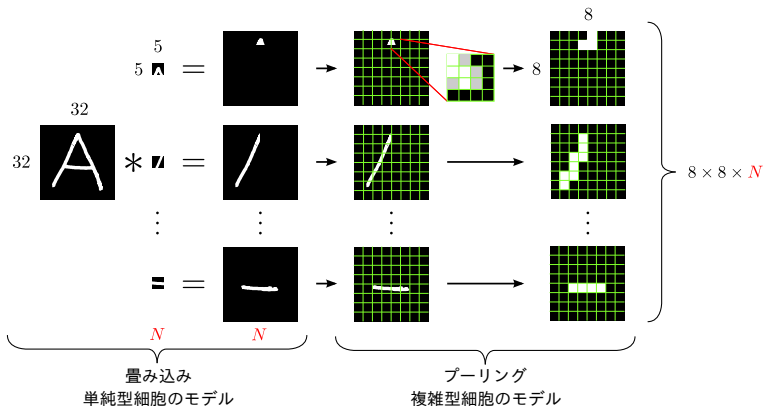 8
5
5 =
8
32
32 * =
8 × 8 × N
=
N N
畳み込み
単純型細胞のモデル
プーリング
複雑型細胞のモデル